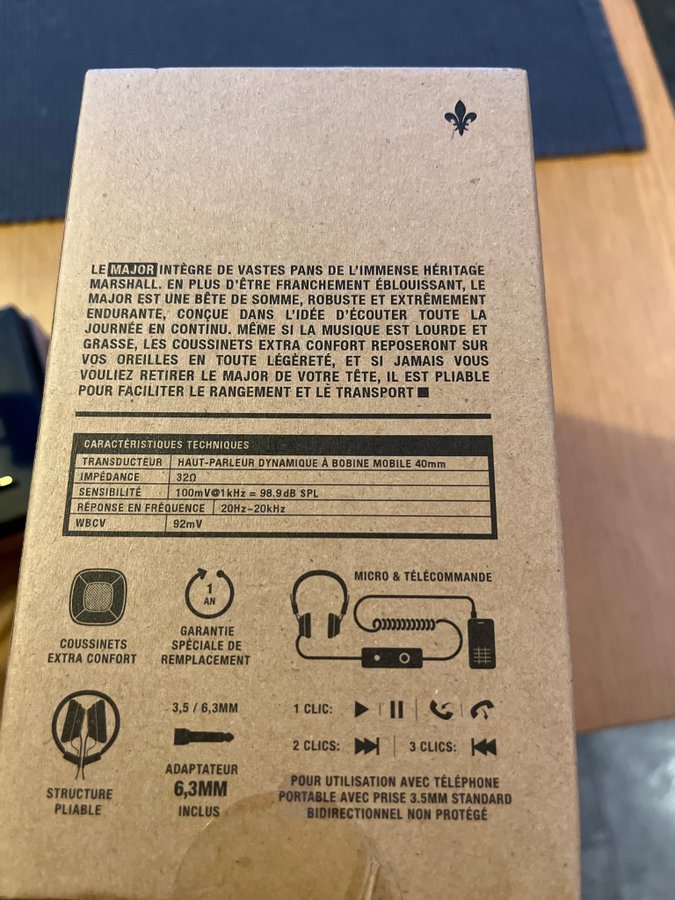 LE MAJOR INTÈGRE DE VASTES PANS DE L'IMMENSE HÉRITAGE
MARSHALL. EN PLUS D'ÊTRE FRANCHEMENT ÉBLOUISSANT, LE
MAJOR EST UNE BÊTE DE SOMME, ROBUSTE ET EXTRÊMEMENT
ENDURANTE, CONÇUE DANS L'IDÉE D'ÉCOUTER TOUTE LA
JOURNÉE EN CONTINU. MÊME SI LA MUSIQUE EST LOURDE ET
GRASSE, LES COUSSINETS EXTRA CONFORT REPOSERONT SUR
VOS OREILLES EN TOUTE LÉGÈRETÉ, ET SI JAMAIS VOUS
VOULIEZ RETIRER LE MAJOR DE VOTRE TÊTE, IL EST PLIABLE
POUR FACILITER LE RANGEMENT ET LE TRANSPORT
CARACTÉRISTIQUES TECHNIQUES
TRANSDUCTEUR HAUT-PARLEUR DYNAMIQUE À BOBINE MOBILE 40mm
IMPÉDANCE 32Ω
SENSIBILITÉ 100mV@1kHz = 98.9dB SPL
RÉPONSE EN FRÉQUENCE 20Hz~20kHz
WBCV 92mV
COUSSINETS
EXTRA CONFORT
1
AN
GARANTIE
SPÉCIALE DE
REMPLACEMENT
MICRO & TÉLÉCOMMANDE
STRUCTURE
PLIABLE
3,5 / 6,3MM
ADAPTATEUR
6,3MM
INCLUS
1 CLIC:
2 CLICS: 3 CLICS:
POUR UTILISATION AVEC TÉLÉPHONE
PORTABLE AVEC PRISE 3.5MM STANDARD
BIDIRECTIONNEL NON PROTÉGÉ